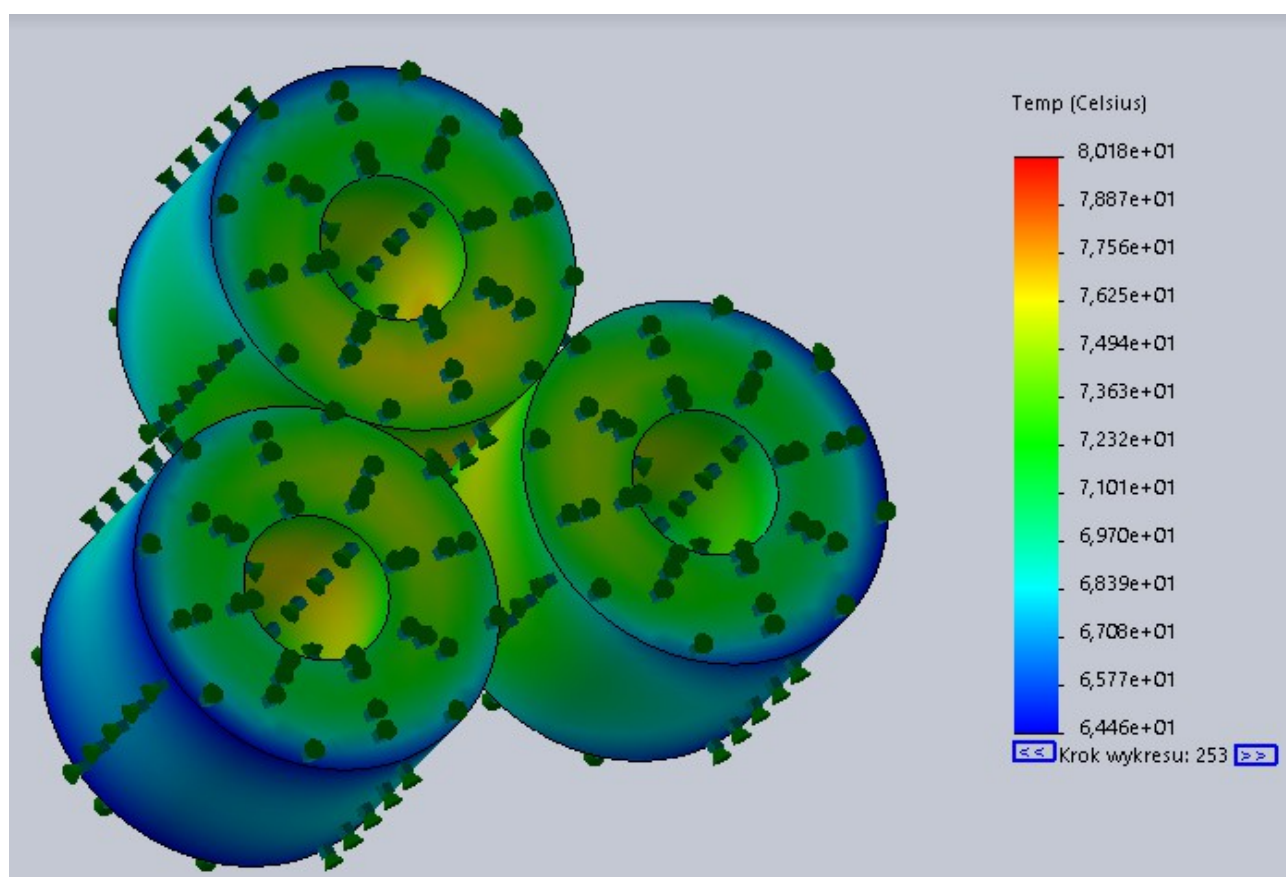 Temp (Celsius)
8,018e+01
7,887e+01
7,756e+01
7,625e+01
7,494e+01
7,363e+01
7,232e+01
7,101e+01
6,970e+01
6,839e+01
6,708e+01
6,577e+01
6,446e+01
<< Krok wykresu: 253 >>